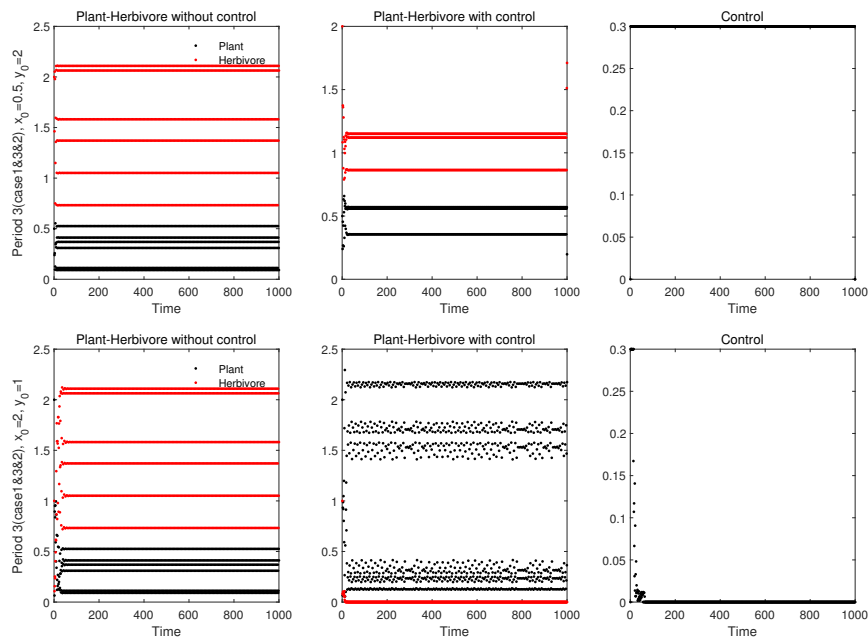 Plant-Herbivore without control
Plant-Herbivore with control
Control
Period 3(case1&3&2), x0=0.5, y0=2
2.5
2
1.5
1
0.5
0
Plant
Herbivore
0 200 400 600 800 1000
Time
2
1.5
1
0.5
0
0 200 400 600 800 1000
Time
0.3
0.25
0.2
0.15
0.1
0.05
0
0 200 400 600 800 1000
Time
Plant-Herbivore without control
Plant-Herbivore with control
Control
Period 3(case1&3&2), x0=2, y0=1
2.5
2
1.5
1
0.5
0
Plant
Herbivore
0 200 400 600 800 1000
Time
2.5
2
1.5
1
0.5
0
0 200 400 600 800 1000
Time
0.3
0.25
0.2
0.15
0.1
0.05
0
0 200 400 600 800 1000
Time